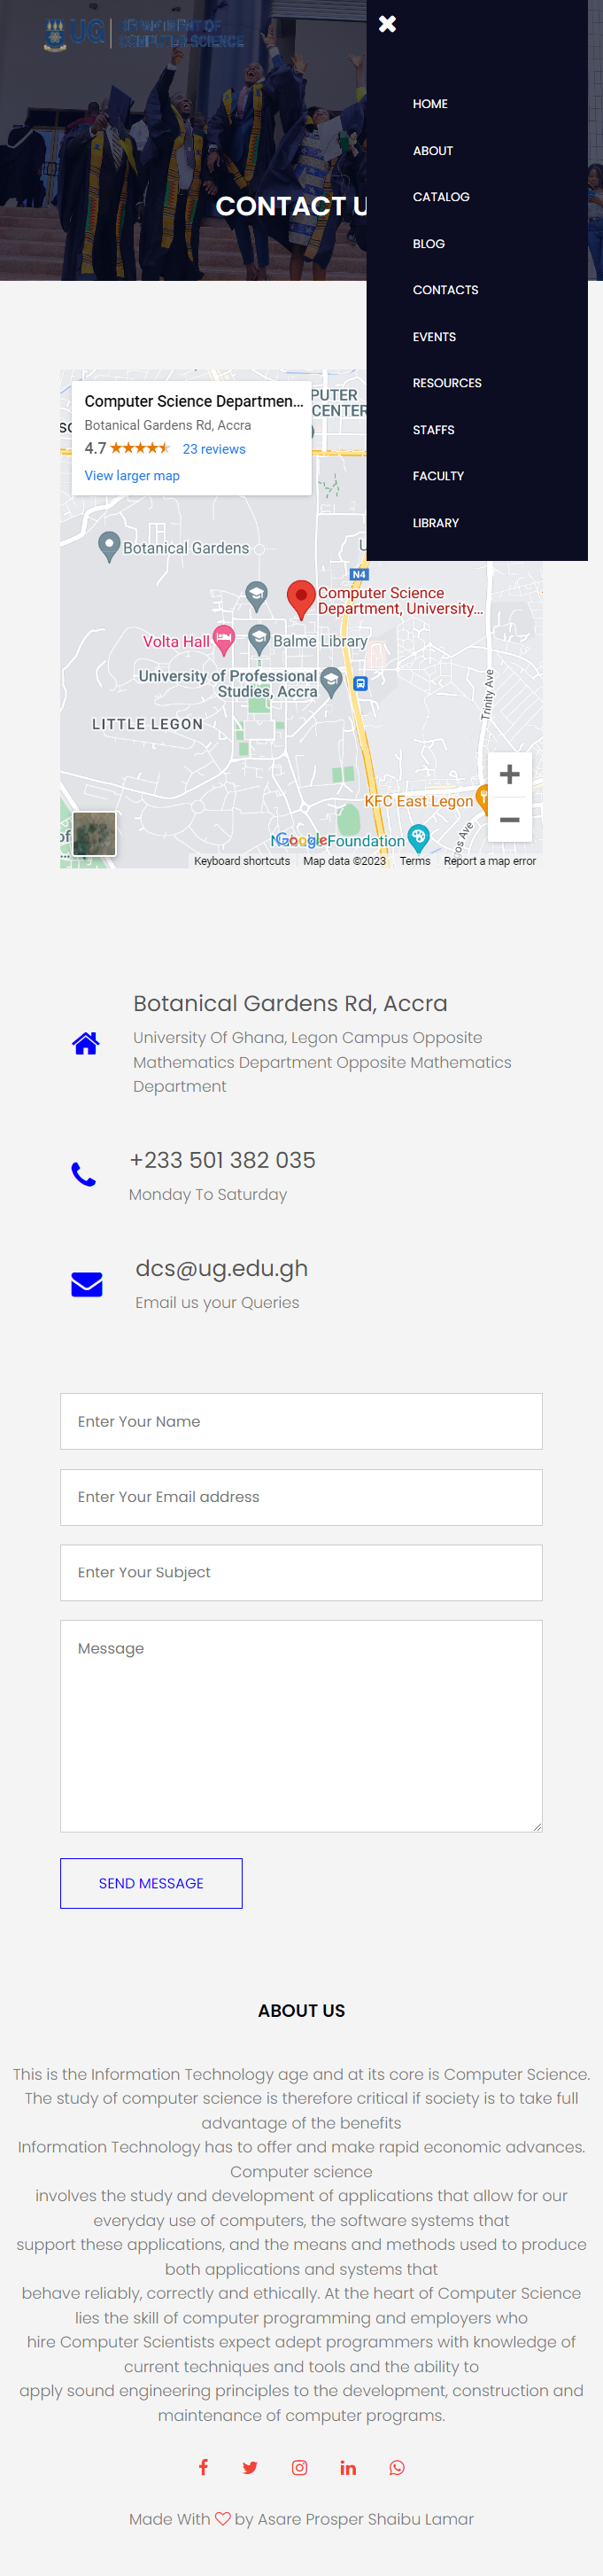 UG DEPARTMENT OF
COMPUTER SCIENCE
HOME
ABOUT
CATALOG
CONTACT U
BLOG
CONTACTS
EVENTS
RESOURCES
STAFFS
FACULTY
LIBRARY
Computer Science Departmen...
Botanical Gardens Rd, Accra
4.7 23 reviews
View larger map
PUTER
CENTER
Botanical Gardens
N4
Computer Science
Department, University...
Volta Hall
Balme Library
University of Professional
Studies, Accra
Trinity Ave
LITTLE LEGON
KFC East Legon
Google
Foundation
os Ave
Keyboard shortcuts Map data ©2023 Terms Report a map error
Botanical Gardens Rd, Accra
University Of Ghana, Legon Campus Opposite
Mathematics Department Opposite Mathematics
Department
+233 501 382 035
Monday To Saturday
dcs@ug.edu.gh
Email us your Queries
Enter Your Name
Enter Your Email address
Enter Your Subject
Message
SEND MESSAGE
ABOUT US
This is the Information Technology age and at its core is Computer Science.
The study of computer science is therefore critical if society is to take full
advantage of the benefits
Information Technology has to offer and make rapid economic advances.
Computer science
involves the study and development of applications that allow for our
everyday use of computers, the software systems that
support these applications, and the means and methods used to produce
both applications and systems that
behave reliably, correctly and ethically. At the heart of Computer Science
lies the skill of computer programming and employers who
hire Computer Scientists expect adept programmers with knowledge of
current techniques and tools and the ability to
apply sound engineering principles to the development, construction and
maintenance of computer programs.
Made With ♡ by Asare Prosper Shaibu Lamar